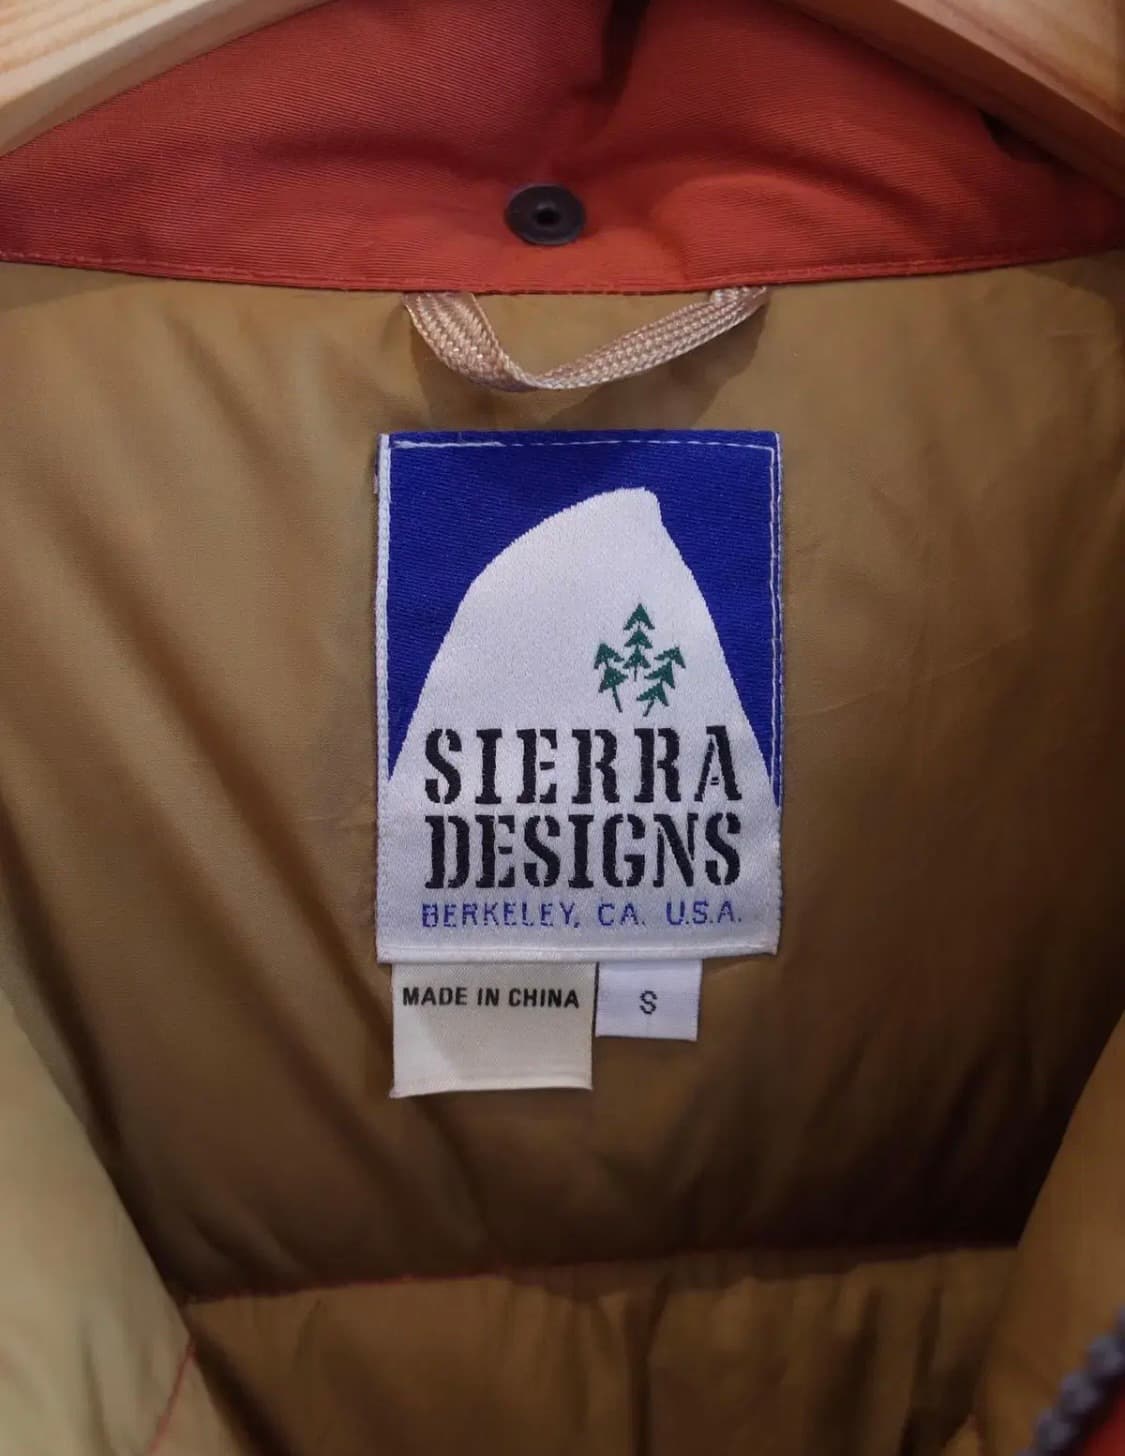 SIERRA
DESIGNS
BERKELEY, CA. U.S.A.
MADE IN CHINA
S